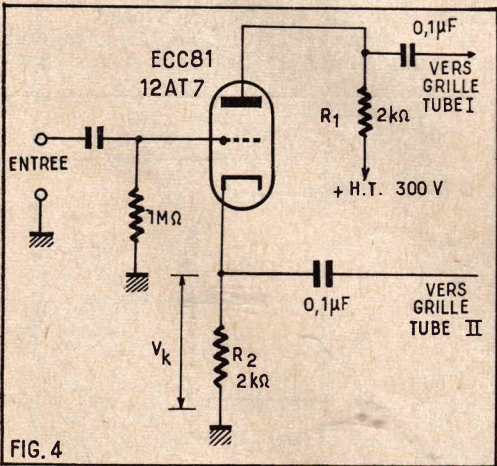 0,1µF
ECC81
12AT7
VERS
GRILLE
TUBE I
R1
2kΩ
ENTREE
+ H.T. 300 V
1MΩ
0,1µF
VERS
GRILLE
TUBE II
Vk
R2
2kΩ
FIG. 4